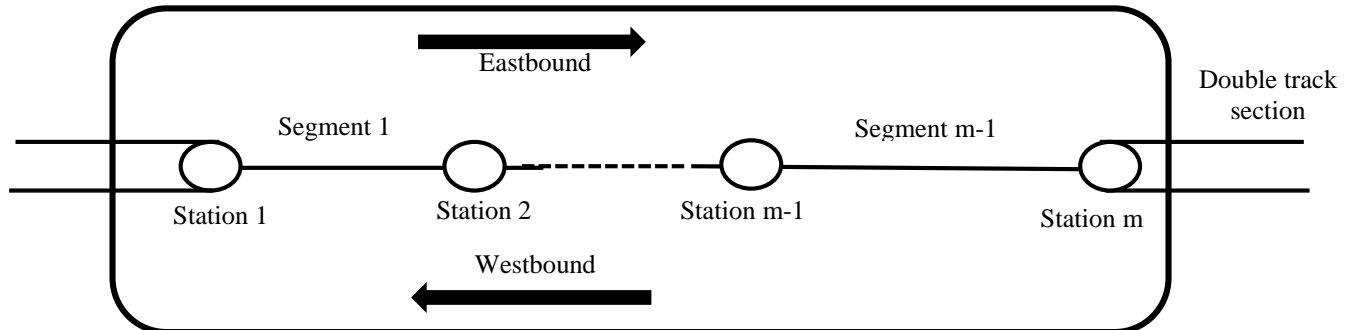 Eastbound
Double track
section
Segment 1
Segment m-1
Station 1
Station 2
Station m-1
Station m
Westbound